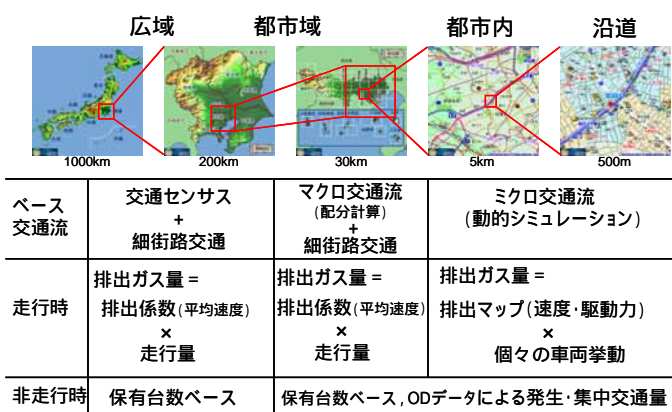 広域 都市域 都市内 沿道
1000km 200km 30km 5km 500m
ベース
交通流
交通センサス
+
細街路交通
マクロ交通流
(配分計算)
+
細街路交通
ミクロ交通流
(動的シミュレーション)
走行時
排出ガス量 =
排出係数(平均速度)
×
走行量
排出ガス量 =
排出係数(平均速度)
×
走行量
排出ガス量 =
排出マップ(速度・駆動力)
×
個々の車両挙動
非走行時
保有台数ベース
保有台数ベース,ODデータによる発生・集中交通量